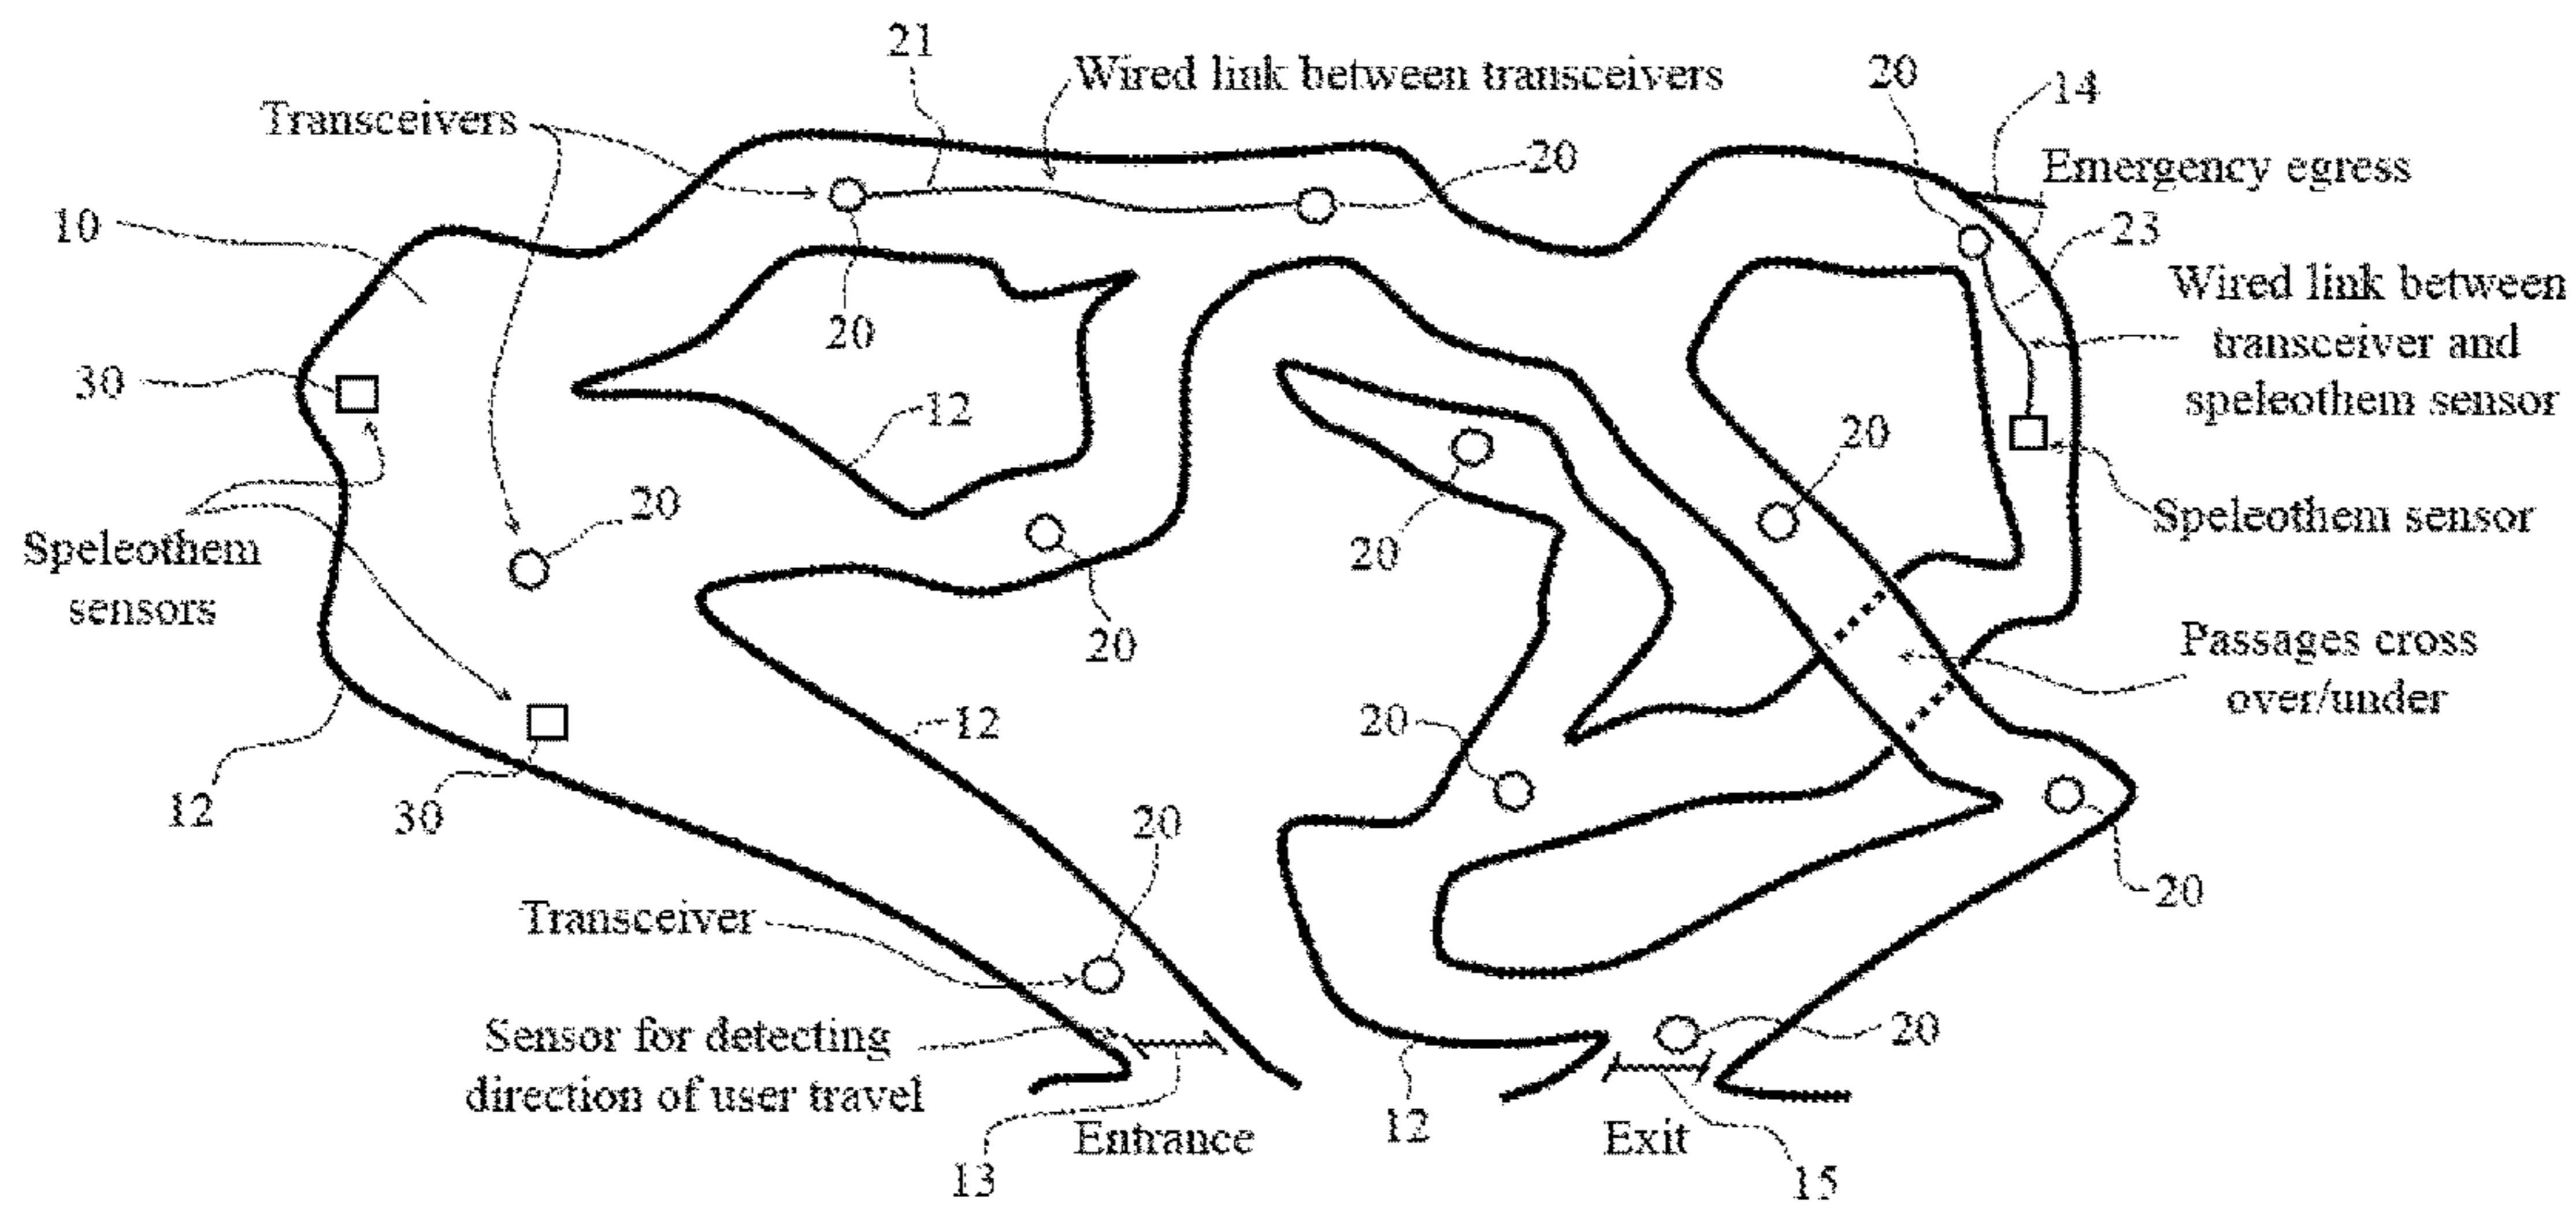 21
Wired link between transceivers
20
14
Transceivers
20
Emergency egress
10
23
20
Wired link between
transceiver and
speleothem sensor
30
12
20
20
Speleothem sensor
20
Speleothem
sensors
20
Passages cross
over/under
12
20
12
30
20
20
Transceiver
20
Sensor for detecting
direction of user travel
12
Entrance
Exit
13
15